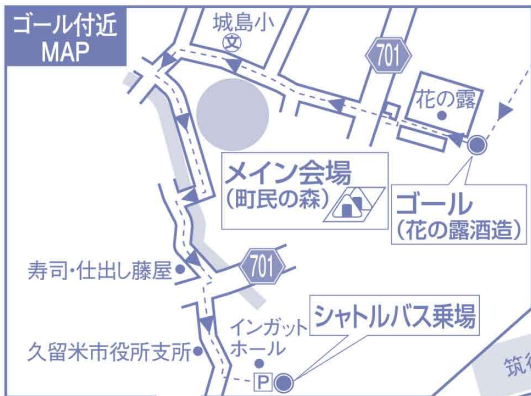 ゴール付近
MAP
城島小
文
701
花の露
メイン会場
(町民の森)
ゴール
(花の露酒造)
寿司・仕出し藤屋
701
シャトルバス乗場
インガット
ホール
久留米市役所支所
P
筑後